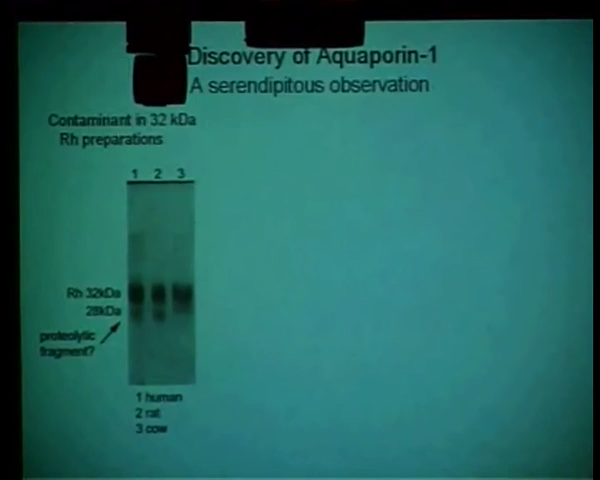 Discovery of Aquaporin-1
A serendipitous observation
Contaminant in 32 kDa
Rh preparations
1 2 3
Rh 32kDa
28kDa
proteolytic
fragment?
1 human
2 rat
3 cow